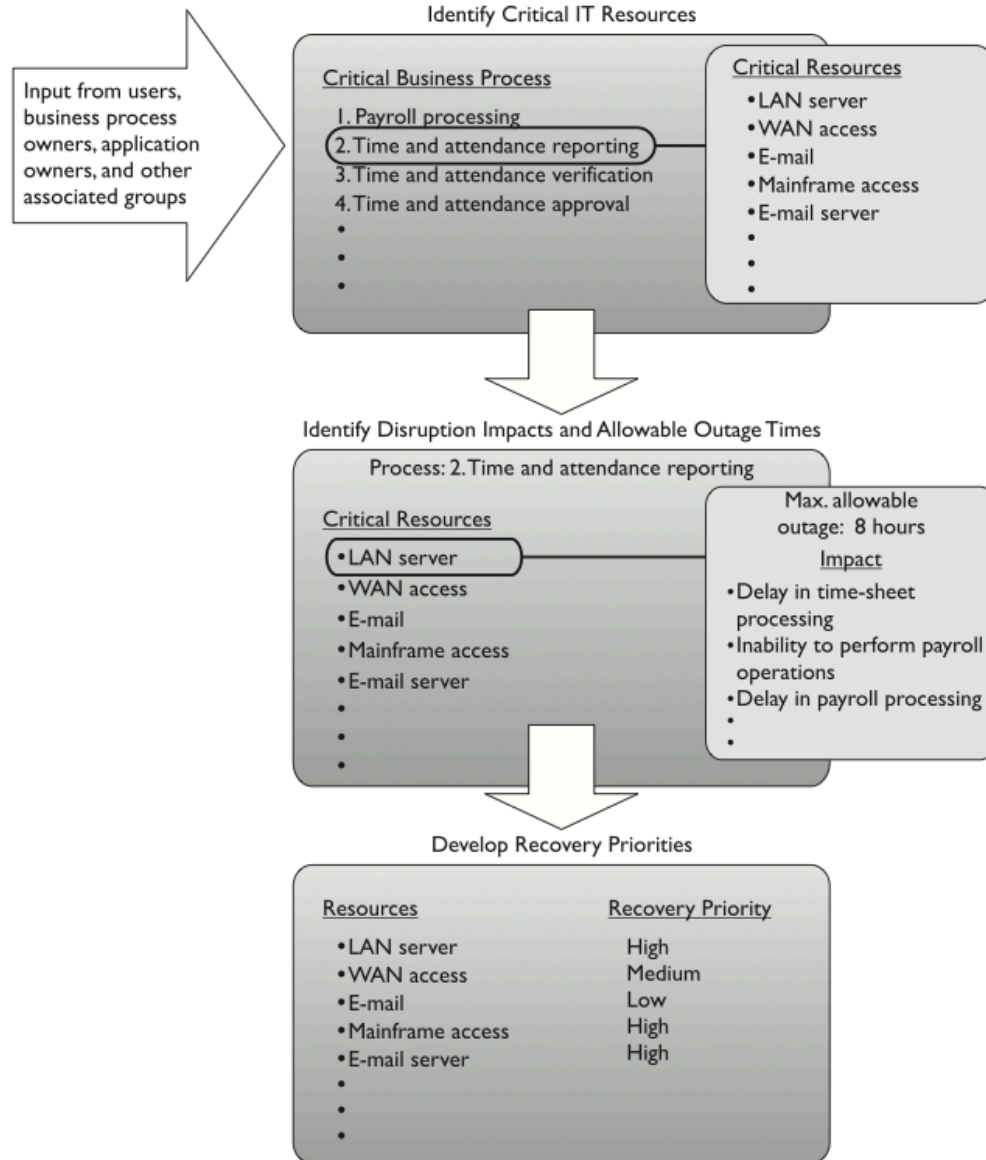 Identify Critical IT Resources
Input from users,
business process
owners, application
owners, and other
associated groups
Critical Business Process
1. Payroll processing
2. Time and attendance reporting
3. Time and attendance verification
4. Time and attendance approval
•
•
•
Critical Resources
• LAN server
• WAN access
• E-mail
• Mainframe access
• E-mail server
•
•
•
Identify Disruption Impacts and Allowable Outage Times
Process: 2. Time and attendance reporting
Critical Resources
• LAN server
• WAN access
• E-mail
• Mainframe access
• E-mail server
•
•
•
Max. allowable
outage: 8 hours
Impact
• Delay in time-sheet
processing
• Inability to perform payroll
operations
• Delay in payroll processing
•
•
Develop Recovery Priorities
Resources Recovery Priority
• LAN server High
• WAN access Medium
• E-mail Low
• Mainframe access High
• E-mail server High
•
•
•